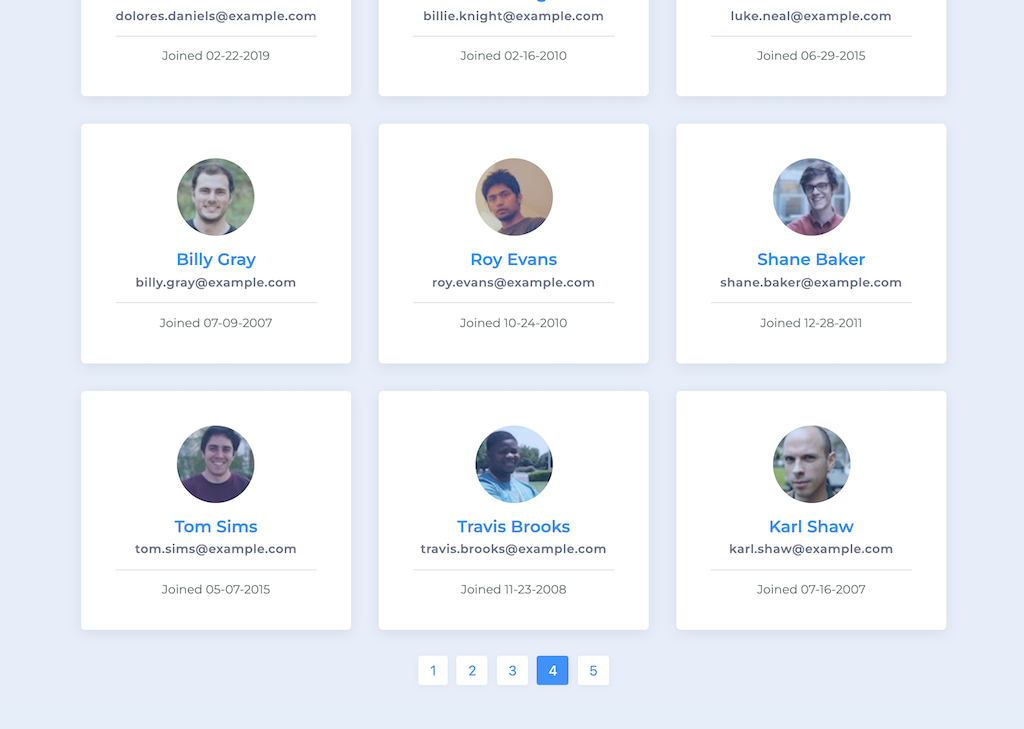 dolores.daniels@example.com
Joined 02-22-2019
billie.knight@example.com
Joined 02-16-2010
luke.neal@example.com
Joined 06-29-2015
Billy Gray
billy.gray@example.com
Joined 07-09-2007
Roy Evans
roy.evans@example.com
Joined 10-24-2010
Shane Baker
shane.baker@example.com
Joined 12-28-2011
Tom Sims
tom.sims@example.com
Joined 05-07-2015
Travis Brooks
travis.brooks@example.com
Joined 11-23-2008
Karl Shaw
karl.shaw@example.com
Joined 07-16-2007
1 2 3 4 5